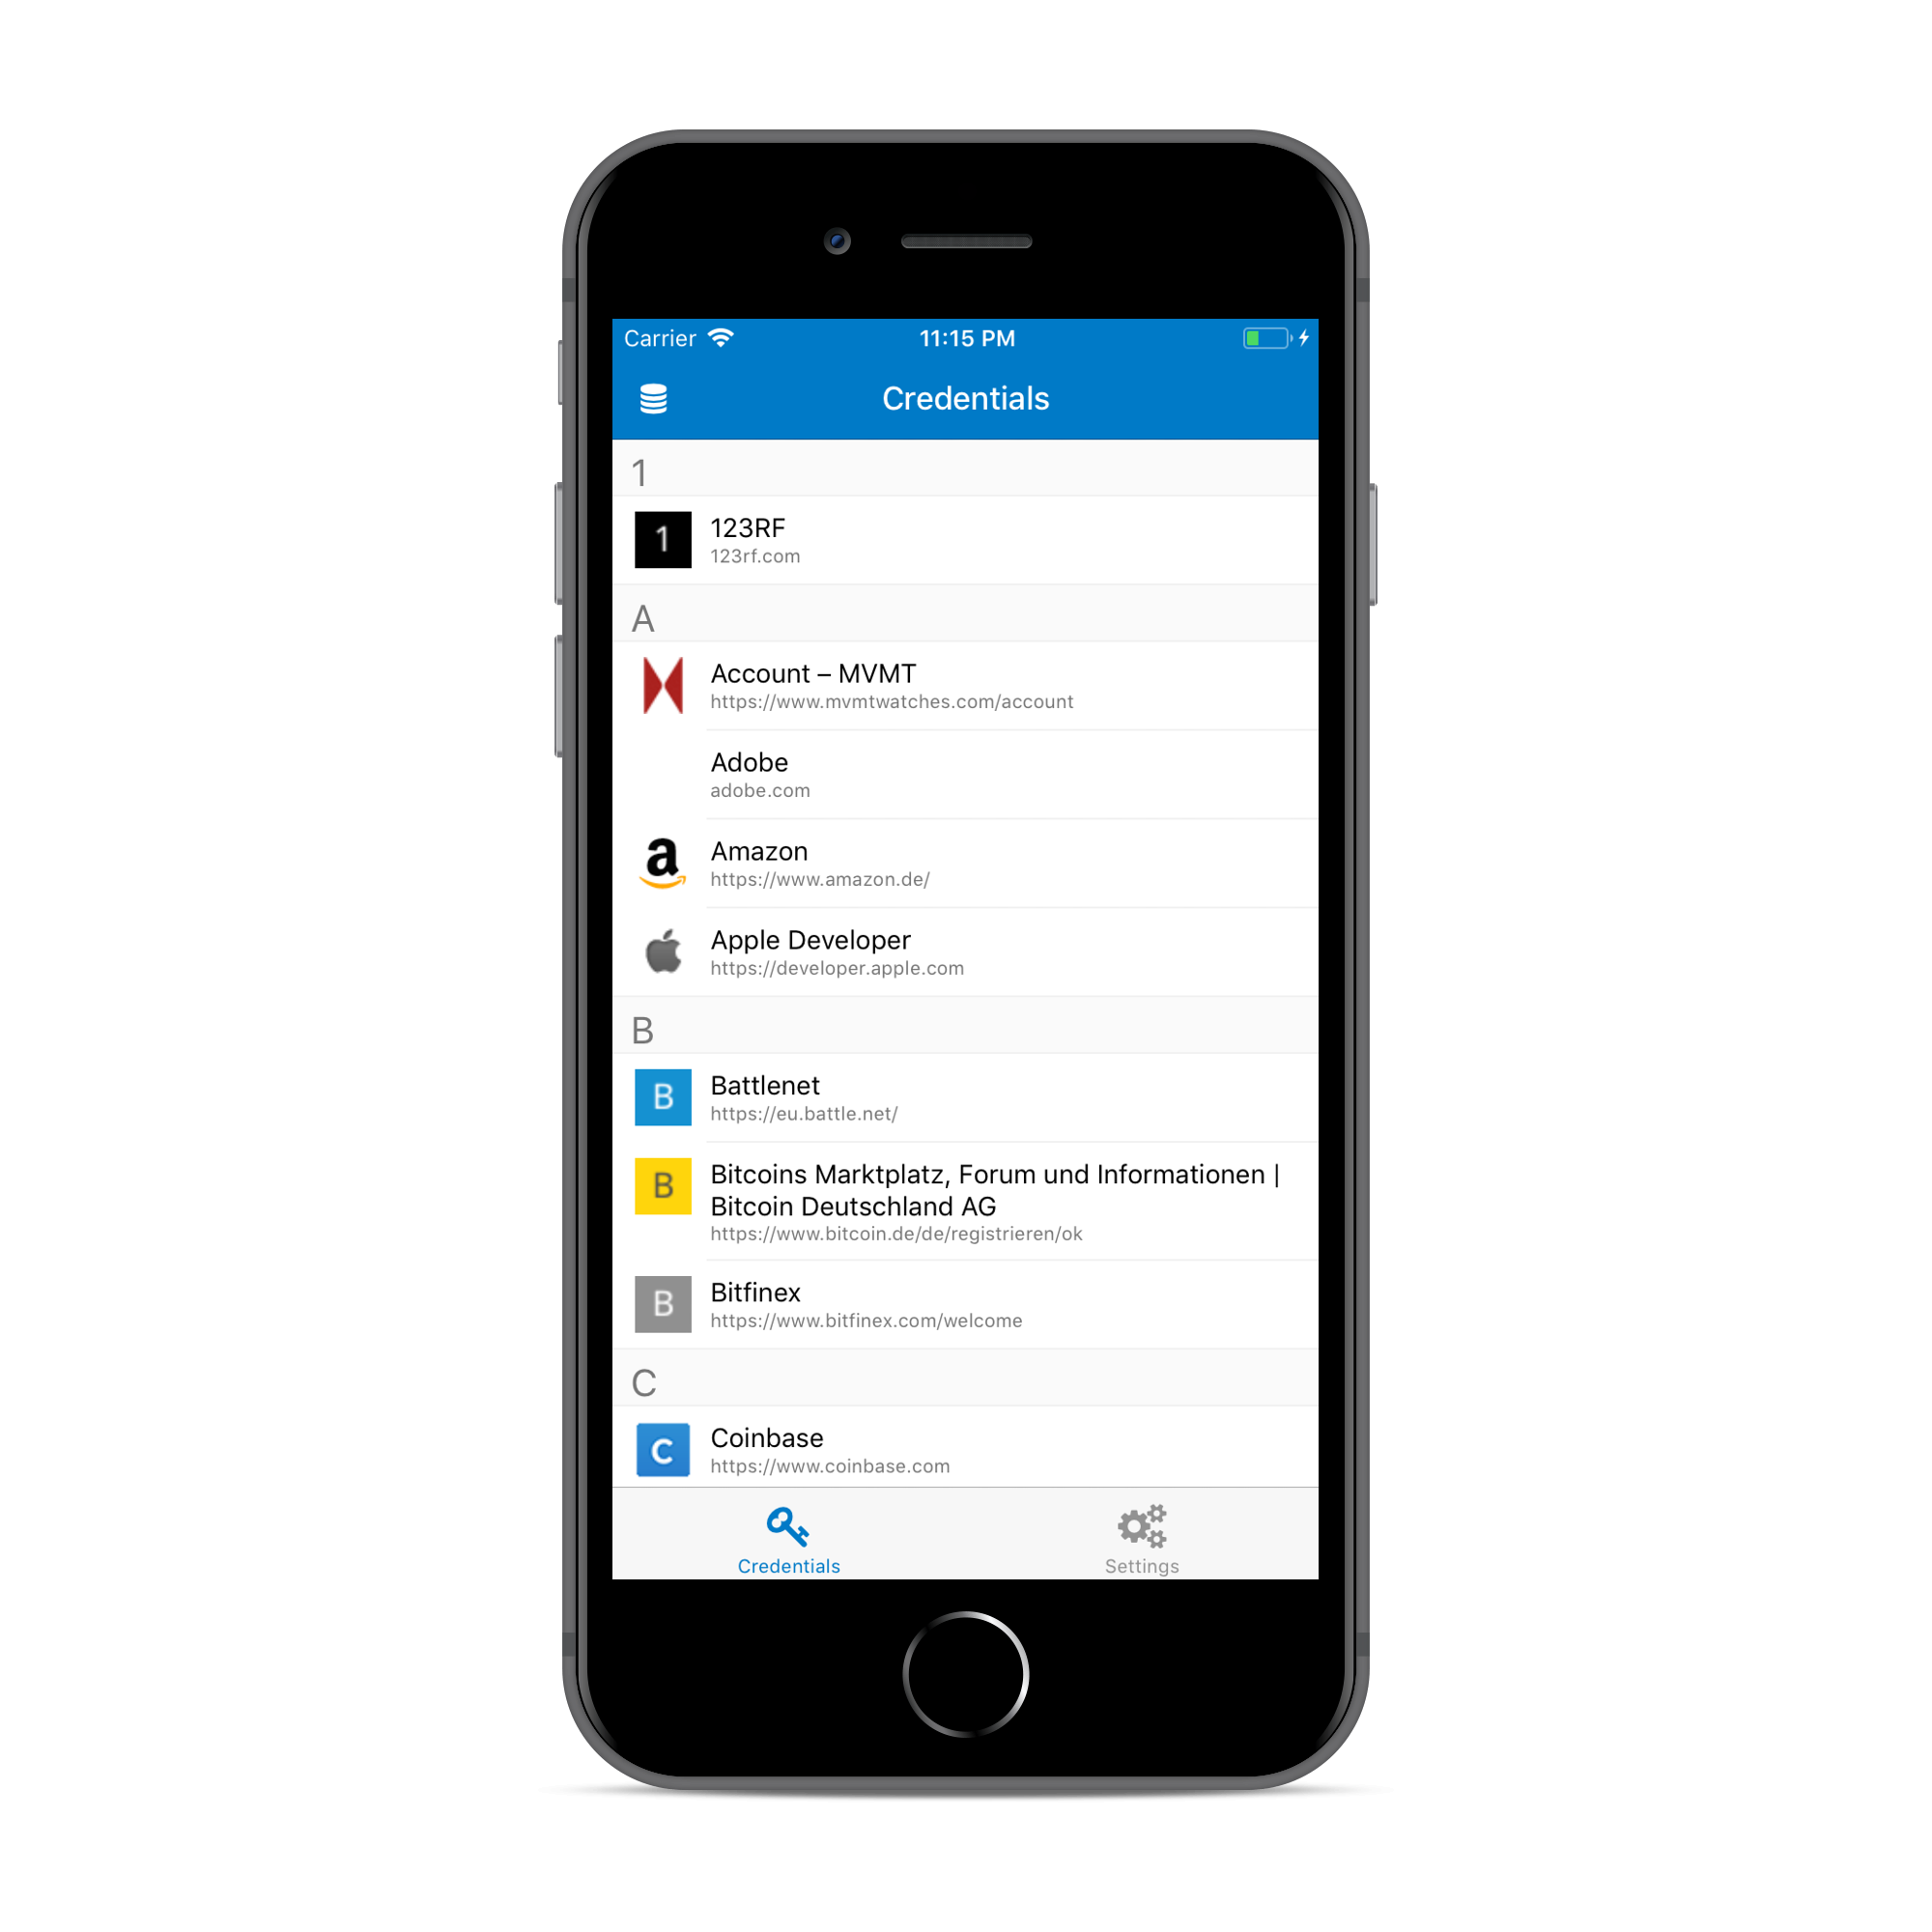 Carrier 11:15 PM
Credentials
1
1
123RF
123rf.com
A
Account – MVMT
https://www.mvmtwatches.com/account
Adobe
adobe.com
a
Amazon
https://www.amazon.de/
Apple Developer
https://developer.apple.com
B
B
Battlenet
https://eu.battle.net/
B
Bitcoins Marktplatz, Forum und Informationen |
Bitcoin Deutschland AG
https://www.bitcoin.de/de/registrieren/ok
B
Bitfinex
https://www.bitfinex.com/welcome
C
C
Coinbase
https://www.coinbase.com
Credentials Settings